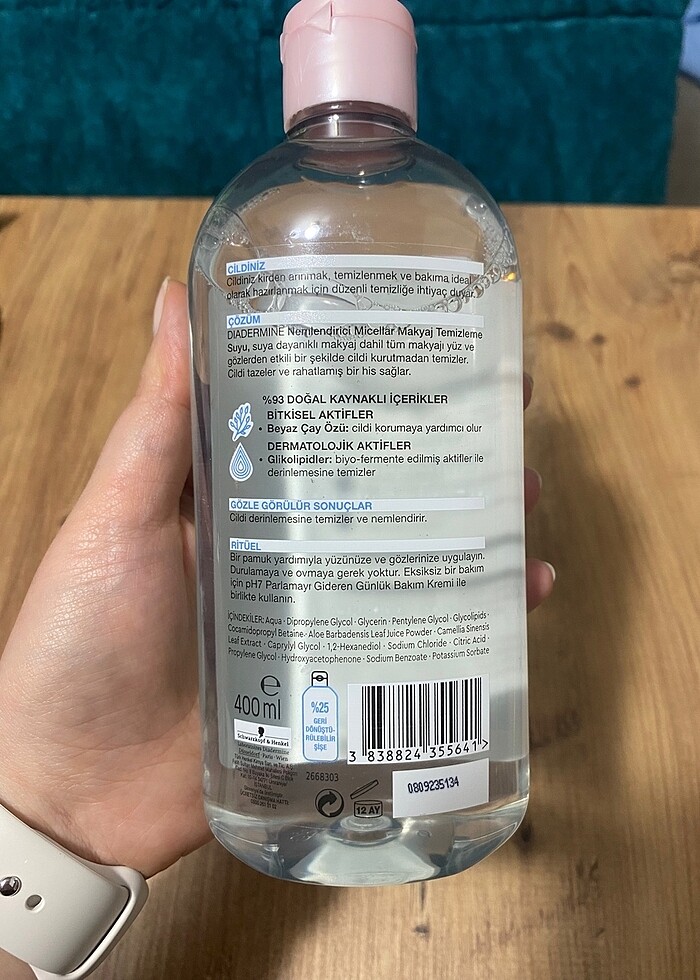 CİLDİNİZ
Cildiniz kirden arınmak, temizlenmek ve bakıma ideal
olarak hazırlanmak için düzenli temizliğe ihtiyaç duyar.
ÇÖZÜM
DIADERMINE Nemlendirici Micellar Makyaj Temizleme
Suyu, suya dayanıklı makyaj dahil tüm makyajı yüz ve
gözlerden etkili bir şekilde cildi kurutmadan temizler.
Cildi tazeler ve rahatlamış bir his sağlar.
%93 DOĞAL KAYNAKLI İÇERİKLER
BİTKİSEL AKTİFLER
• Beyaz Çay Özü: cildi korumaya yardımcı olur
DERMATOLOJİK AKTİFLER
• Glikolipidler: biyo-fermente edilmiş aktifler ile
derinlemesine temizler
GÖZLE GÖRÜLÜR SONUÇLAR
Cildi derinlemesine temizler ve nemlendirir.
RİTÜEL
Bir pamuk yardımıyla yüzünüze ve gözlerinize uygulayın.
Durulamaya ve ovmaya gerek yoktur. Eksiksiz bir bakım
için pH7 Parlamayı Gideren Günlük Bakım Kremi ile
birlikte kullanın.
İÇİNDEKİLER: Aqua · Dipropylene Glycol · Glycerin · Pentylene Glycol · Glycolipids ·
Cocamidopropyl Betaine · Aloe Barbadensis Leaf Juice Powder · Camellia Sinensis
Leaf Extract · Caprylyl Glycol · 1,2-Hexanediol · Sodium Chloride · Citric Acid ·
Propylene Glycol · Hydroxyacetophenone · Sodium Benzoate · Potassium Sorbate
e
400 ml
%25
GERİ
DÖNÜŞTÜ-
RÜLEBİLİR
ŞİŞE
Schwarzkopf & Henkel
Laboratoires Diadermine
Düsseldorf · Paris · Wien
3 838824 355641 >
2668303
12 AY
0809235134